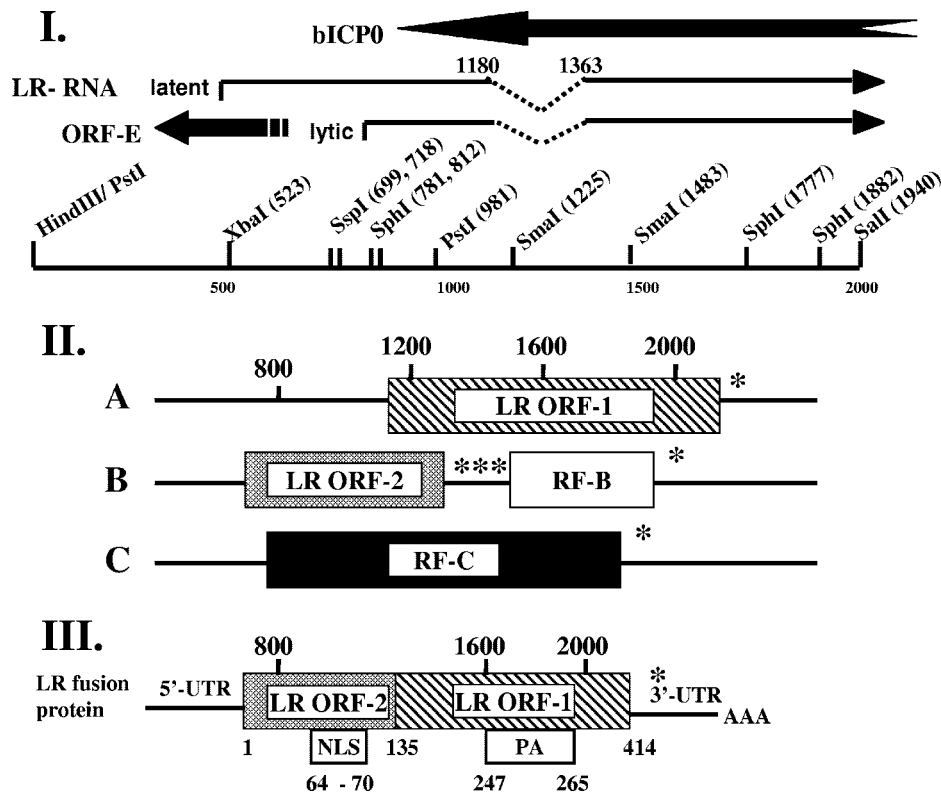 I.
bICP0
1180 1363
LR- RNA latent
ORF-E lytic
HindIII/ PstI
XbaI (523)
SspI (699, 718)
SphI (781, 812)
PstI (981)
SmaI (1225)
SmaI (1483)
SphI (1777)
SphI (1882)
SalI (1940)
500 1000 1500 2000
II.
800 1200 1600 2000
A LR ORF-1 *
B LR ORF-2 *** RF-B *
C RF-C *
III.
800 1600 2000
LR fusion protein 5'-UTR LR ORF-2 LR ORF-1 * 3'-UTR AAA
1 NLS 135 PA 414
64 - 70 247 265